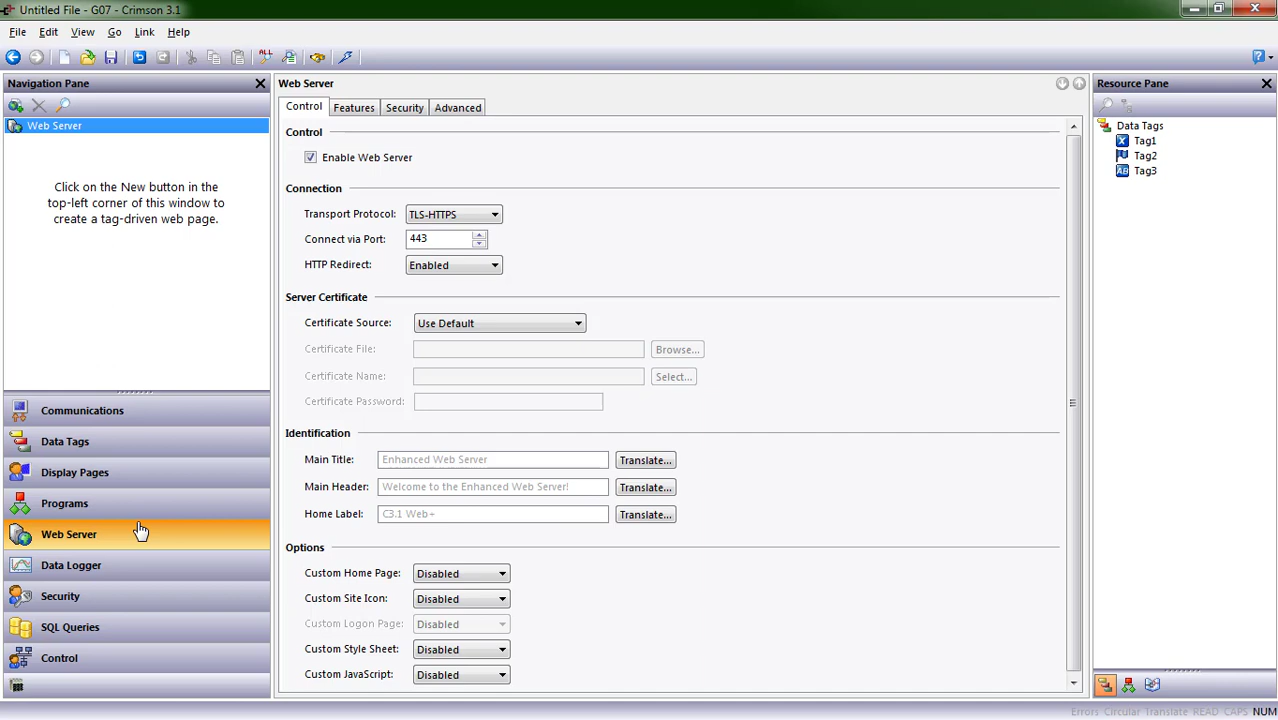 Untitled File - G07 - Crimson 3.1
File Edit View Go Link Help
ALL
Navigation Pane
Web Server
Click on the New button in the
top-left corner of this window to
create a tag-driven web page.
Communications
Data Tags
Display Pages
Programs
Web Server
Data Logger
Security
SQL Queries
Control
Web Server
Control Features Security Advanced
Control
Enable Web Server
Connection
Transport Protocol: TLS-HTTPS
Connect via Port: 443
HTTP Redirect: Enabled
Server Certificate
Certificate Source: Use Default
Certificate File: Browse...
Certificate Name: Select...
Certificate Password:
Identification
Main Title: Enhanced Web Server Translate...
Main Header: Welcome to the Enhanced Web Server! Translate...
Home Label: C3.1 Web+ Translate...
Options
Custom Home Page: Disabled
Custom Site Icon: Disabled
Custom Logon Page: Disabled
Custom Style Sheet: Disabled
Custom JavaScript: Disabled
Resource Pane
Data Tags
X Tag1
Tag2
AB Tag3
Errors Circular Translate READ CAPS NUM